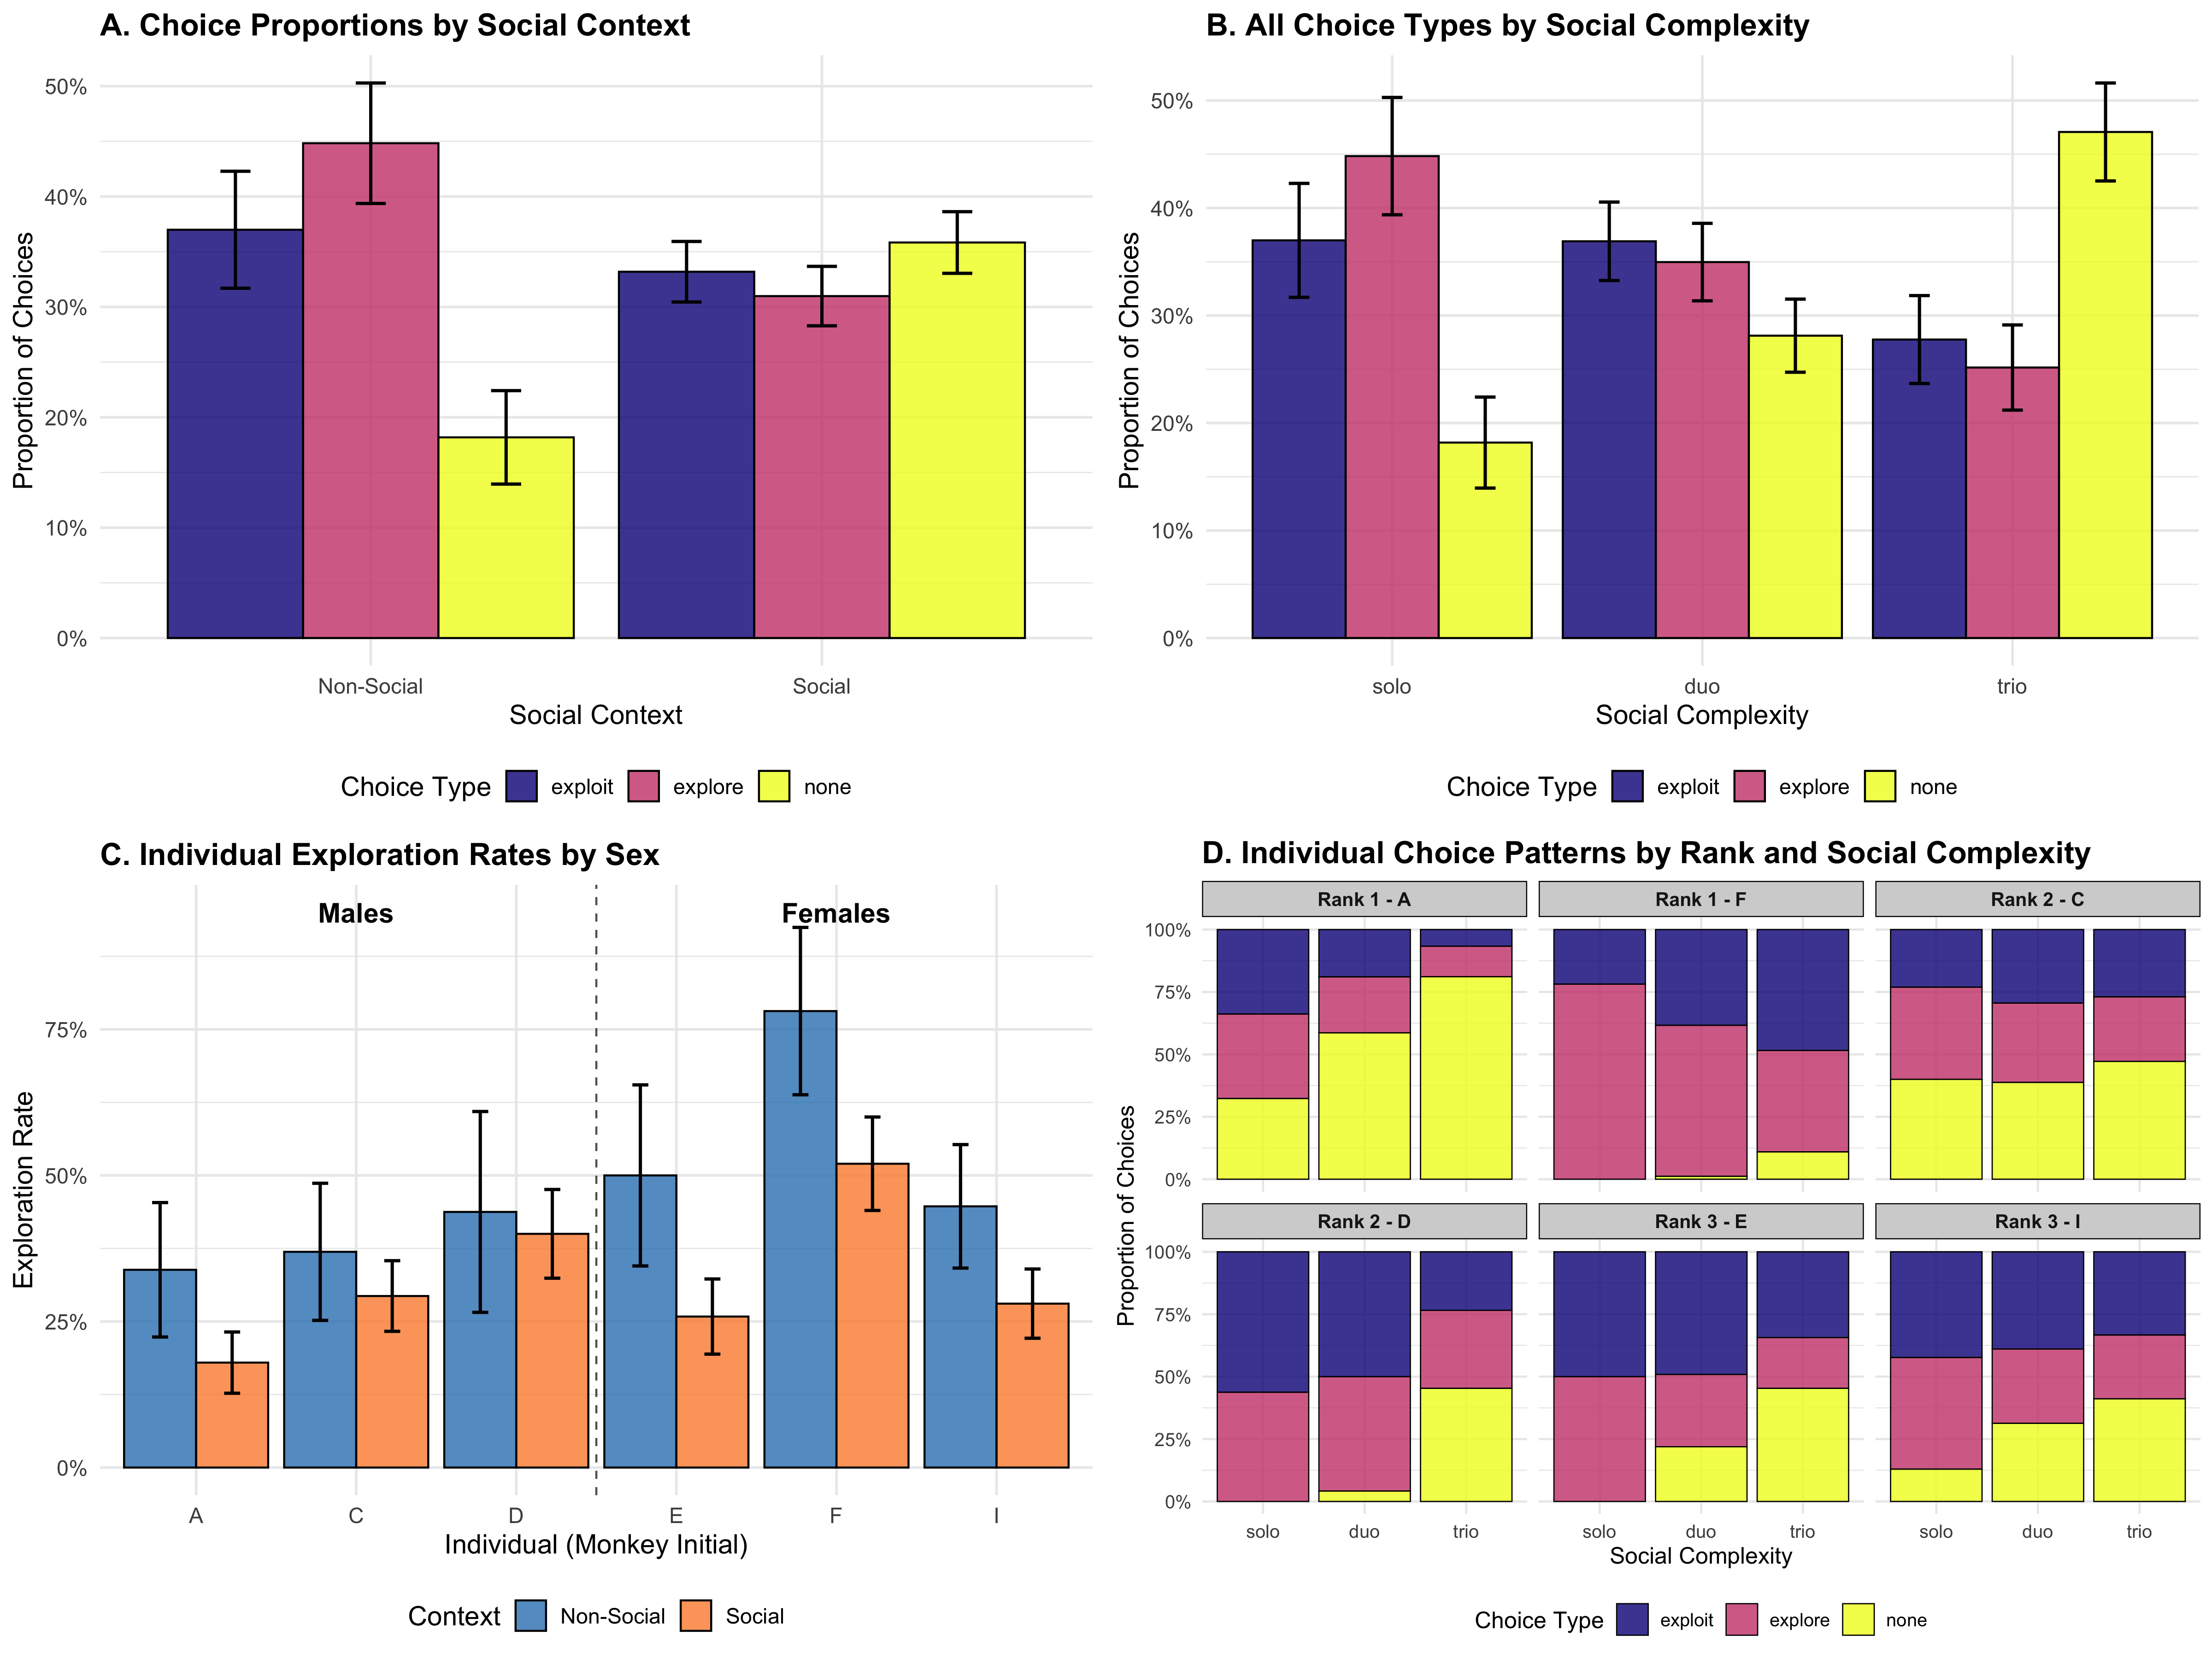 A. Choice Proportions by Social Context
Proportion of Choices
50%
40%
30%
20%
10%
0%
Non-Social Social
Social Context
Choice Type exploit explore none
B. All Choice Types by Social Complexity
Proportion of Choices
50%
40%
30%
20%
10%
0%
solo duo trio
Social Complexity
Choice Type exploit explore none
C. Individual Exploration Rates by Sex
Males Females
Exploration Rate
75%
50%
25%
0%
A C D E F I
Individual (Monkey Initial)
Context Non-Social Social
D. Individual Choice Patterns by Rank and Social Complexity
Proportion of Choices
Rank 1 - A Rank 1 - F Rank 2 - C
100%
75%
50%
25%
0%
Rank 2 - D Rank 3 - E Rank 3 - I
100%
75%
50%
25%
0%
solo duo trio solo duo trio solo duo trio
Social Complexity
Choice Type exploit explore none